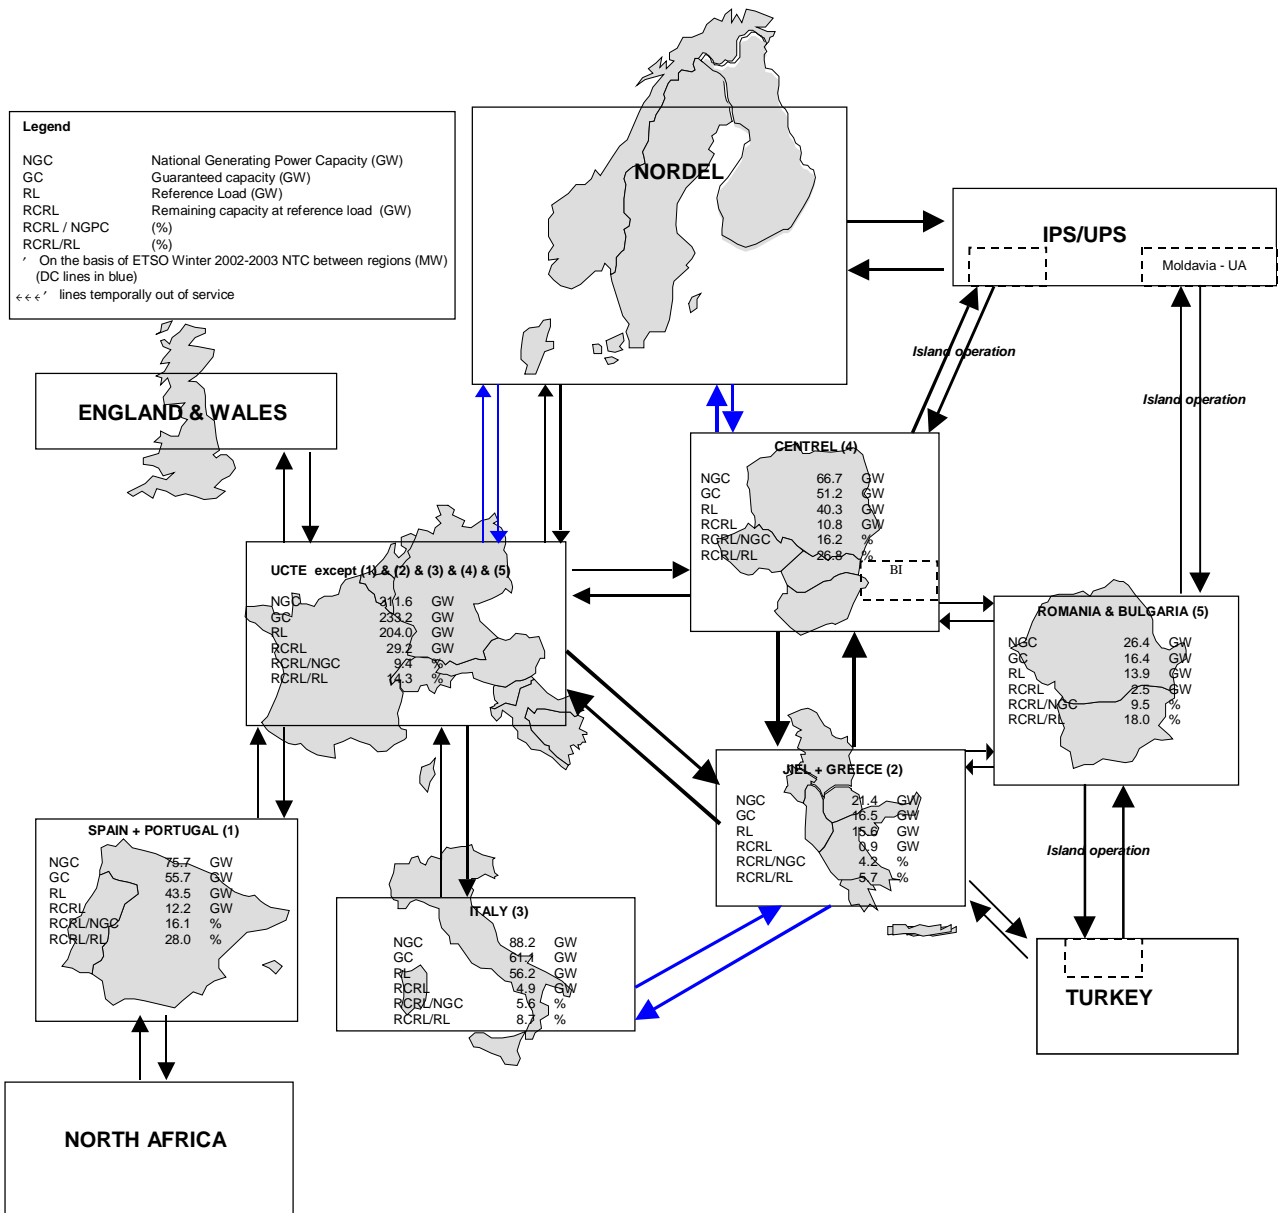 Legend
NGC National Generating Power Capacity (GW)
GC Guaranteed capacity (GW)
RL Reference Load (GW)
RCRL Remaining capacity at reference load (GW)
RCRL / NGPC (%)
RCRL/RL (%)
′ On the basis of ETSO Winter 2002-2003 NTC between regions (MW)
(DC lines in blue)
←←←′ lines temporally out of service
NORDEL
IPS/UPS
Moldavia - UA
Island operation
Island operation
ENGLAND & WALES
CENTREL (4)
NGC 66.7 GW
GC 51.2 GW
RL 40.3 GW
RCRL 10.8 GW
RCRL/NGC 16.2 %
RCRL/RL 26.8 %
BI
UCTE except (1) & (2) & (3) & (4) & (5)
NGC 311.6 GW
GC 233.2 GW
RL 204.0 GW
RCRL 29.2 GW
RCRL/NGC 9.4 %
RCRL/RL 14.3 %
ROMANIA & BULGARIA (5)
NGC 26.4 GW
GC 16.4 GW
RL 13.9 GW
RCRL 2.5 GW
RCRL/NGC 9.5 %
RCRL/RL 18.0 %
JIEL + GREECE (2)
NGC 21.4 GW
GC 16.5 GW
RL 15.6 GW
RCRL 0.9 GW
RCRL/NGC 4.2 %
RCRL/RL 5.7 %
SPAIN + PORTUGAL (1)
NGC 75.7 GW
GC 55.7 GW
RL 43.5 GW
RCRL 12.2 GW
RCRL/NGC 16.1 %
RCRL/RL 28.0 %
Island operation
ITALY (3)
NGC 88.2 GW
GC 61.1 GW
RL 56.2 GW
RCRL 4.9 GW
RCRL/NGC 5.6 %
RCRL/RL 8.7 %
TURKEY
NORTH AFRICA